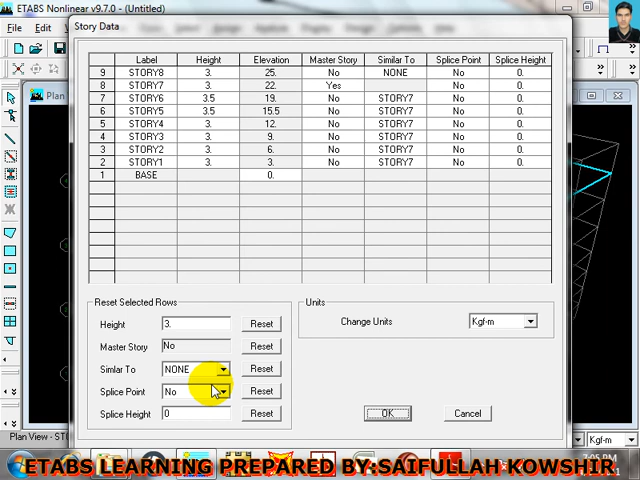 ETABS Nonlinear v9.7.0 - (Untitled)
File Edit
Story Data
Label Height Elevation Master Story Similar To Splice Point Splice Height
9 STORY8 3. 25. No NONE No 0.
8 STORY7 3. 22. Yes No 0.
7 STORY6 3.5 19. No STORY7 No 0.
6 STORY5 3.5 15.5 No STORY7 No 0.
5 STORY4 3. 12. No STORY7 No 0.
4 STORY3 3. 9. No STORY7 No 0.
3 STORY2 3. 6. No STORY7 No 0.
2 STORY1 3. 3. No STORY7 No 0.
1 BASE 0.
Reset Selected Rows
Height 3. Reset
Master Story No Reset
Simlar To NONE Reset
Splice Point No Reset
Splice Height 0 Reset
Units
Change Units Kgf-m
OK Cancel
Plan View - ST
Kgf-m
ETABS LEARNING PREPARED BY:SAIFULLAH KOWSHIR